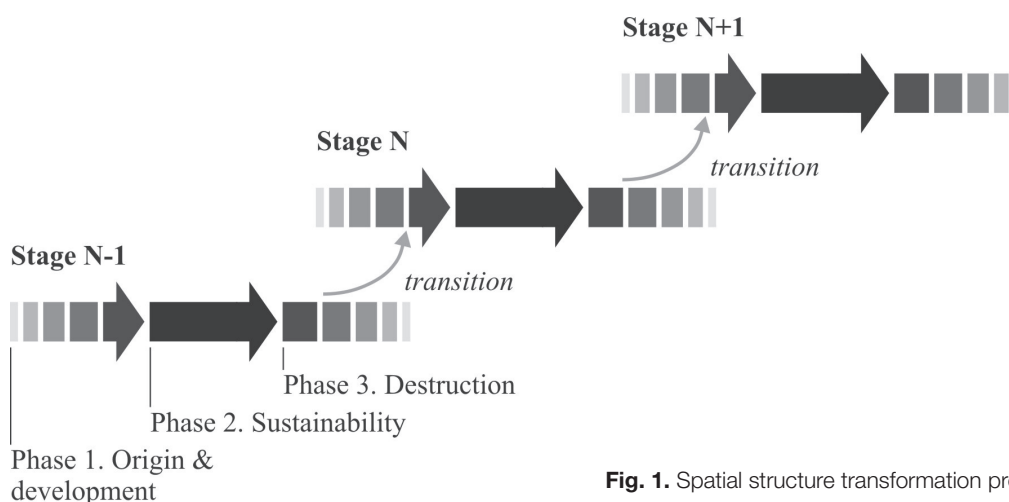 Stage N+1
transition
Stage N
transition
Stage N-1
Phase 3. Destruction
Phase 2. Sustainability
Phase 1. Origin &
development
Fig. 1. Spatial structure transformation